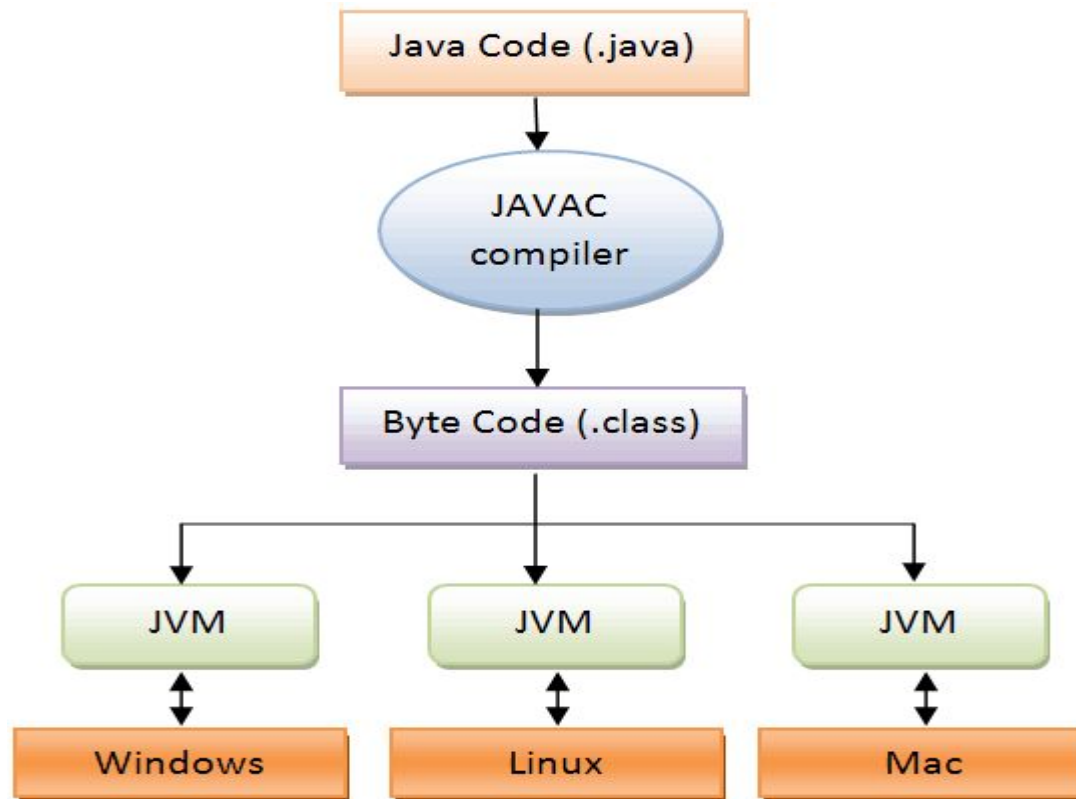 Java Code (.java)
JAVAC
compiler
Byte Code (.class)
JVM
JVM
JVM
Windows
Linux
Mac